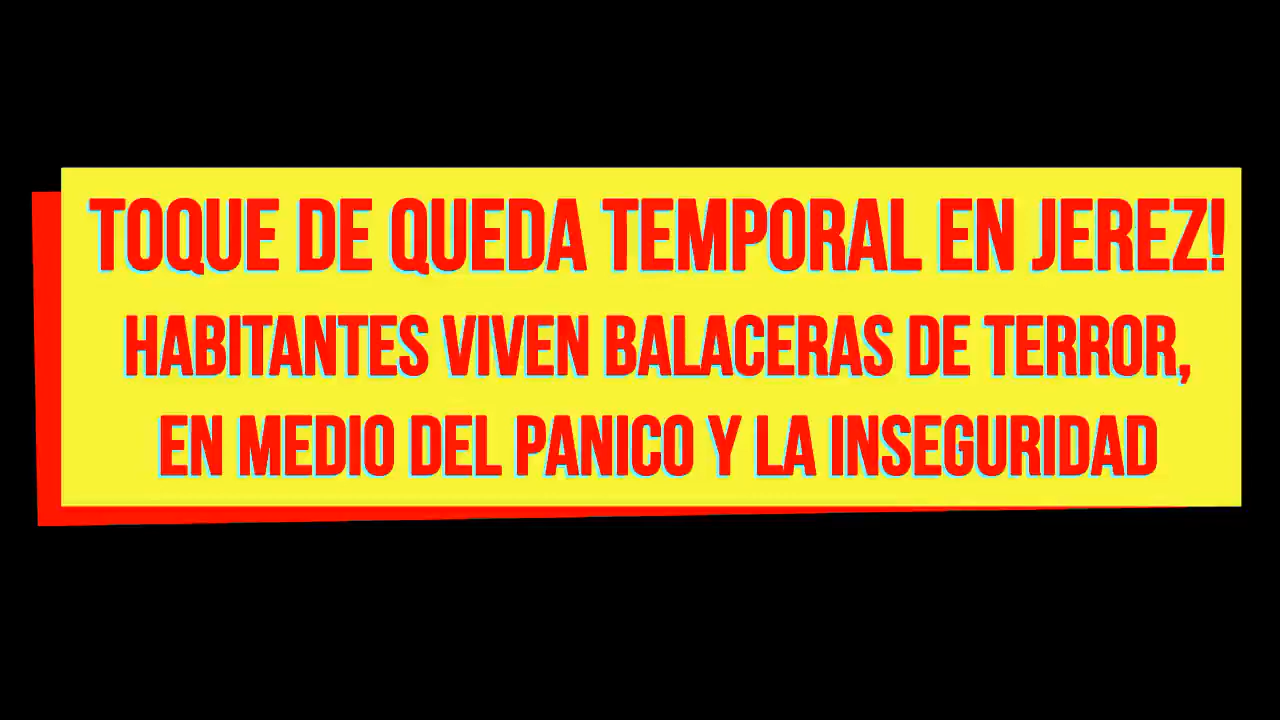 TOQUE DE QUEDA TEMPORAL EN JEREZ!
HABITANTES VIVEN BALACERAS DE TERROR,
EN MEDIO DEL PANICO Y LA INSEGURIDAD